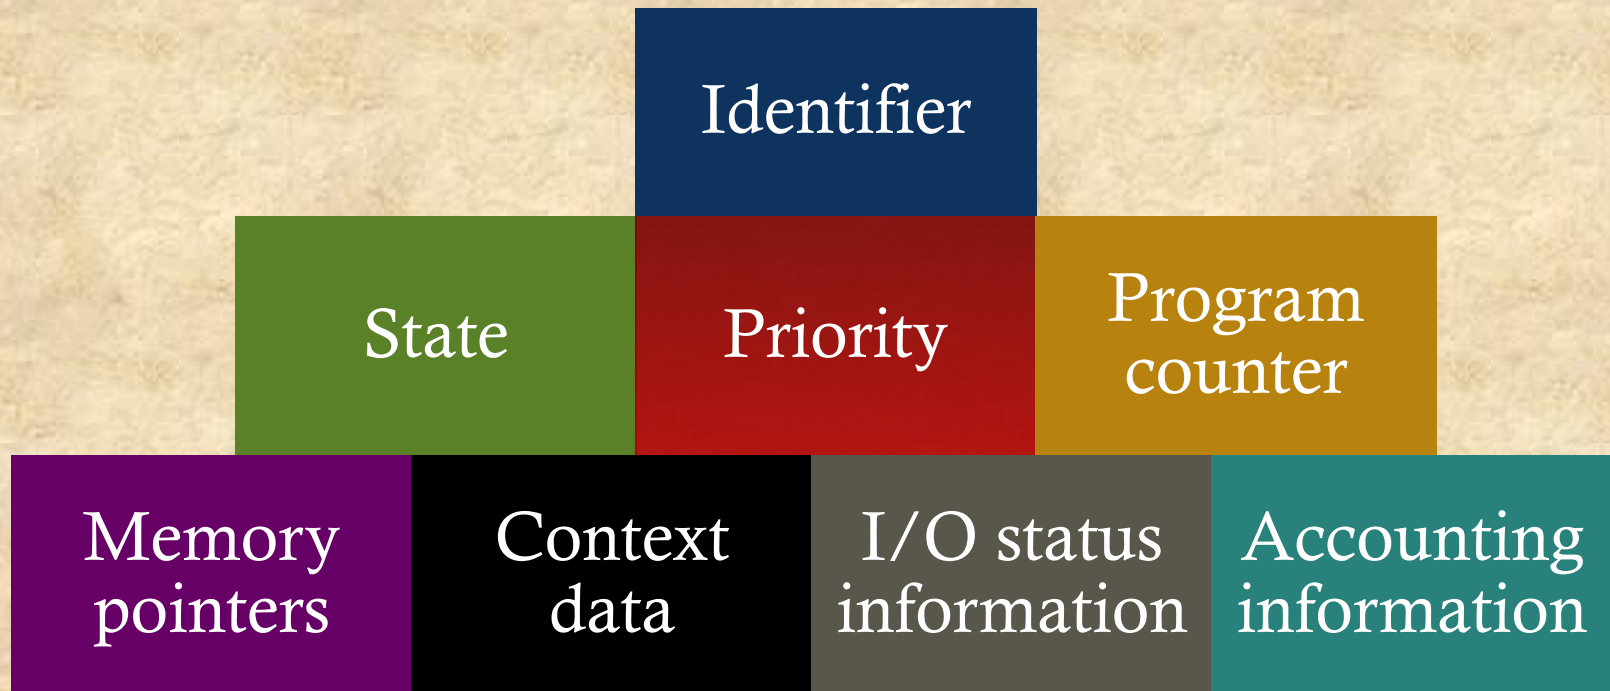 Identifier
State
Priority
Program
counter
Memory
pointers
Context
data
I/O status
information
Accounting
information